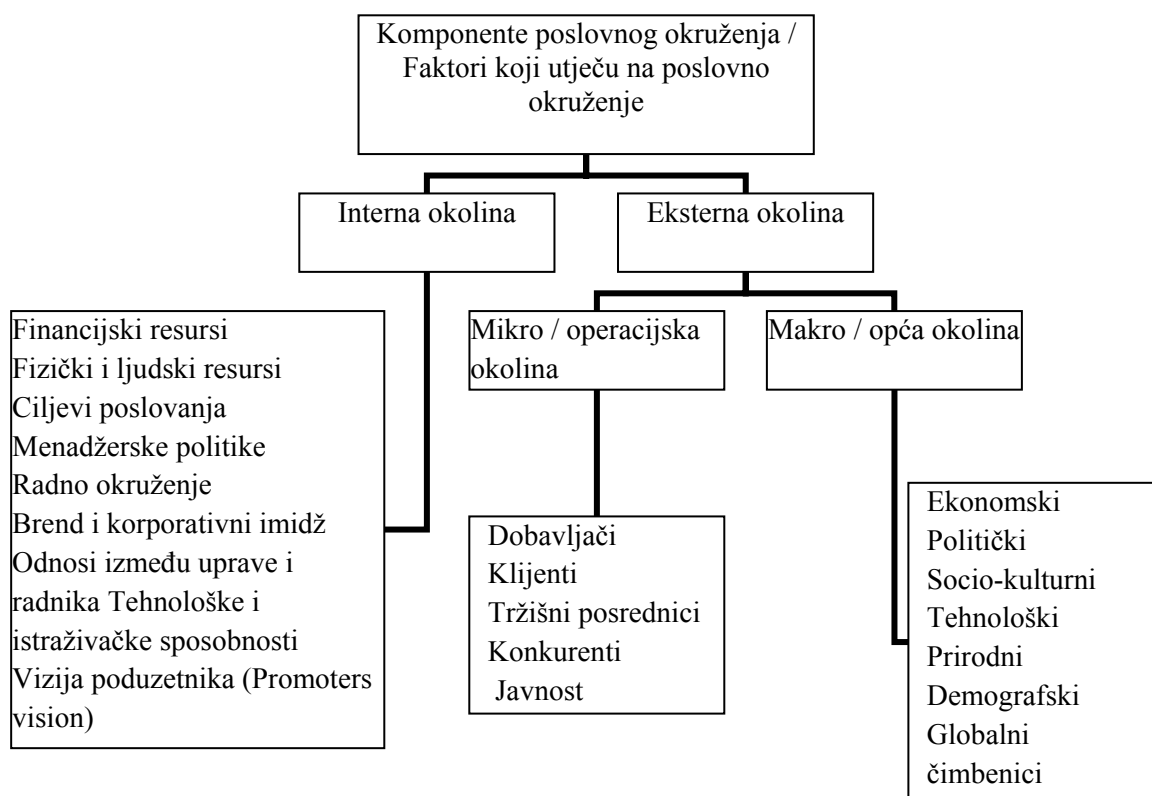 Komponente poslovnog okruženja /
Faktori koji utječu na poslovno
okruženje
Interna okolina
Eksterna okolina
Financijski resursi
Fizički i ljudski resursi
Ciljevi poslovanja
Menadžerske politike
Radno okruženje
Brend i korporativni imidž
Odnosi između uprave i
radnika Tehnološke i
istraživačke sposobnosti
Vizija poduzetnika (Promoters
vision)
Mikro / operacijska
okolina
Makro / opća okolina
Dobavljači
Klijenti
Tržišni posrednici
Konkurenti
Javnost
Ekonomski
Politički
Socio-kulturni
Tehnološki
Prirodni
Demografski
Globalni
čimbenici